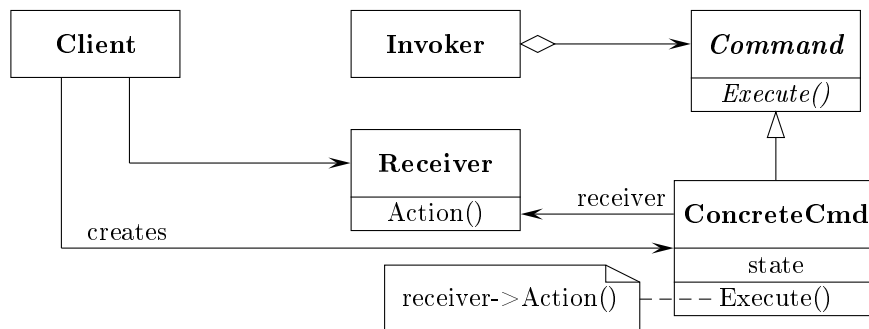 Client
Invoker
Command
Execute()
Receiver
Action()
receiver
ConcreteCmd
creates
state
receiver->Action()
Execute()